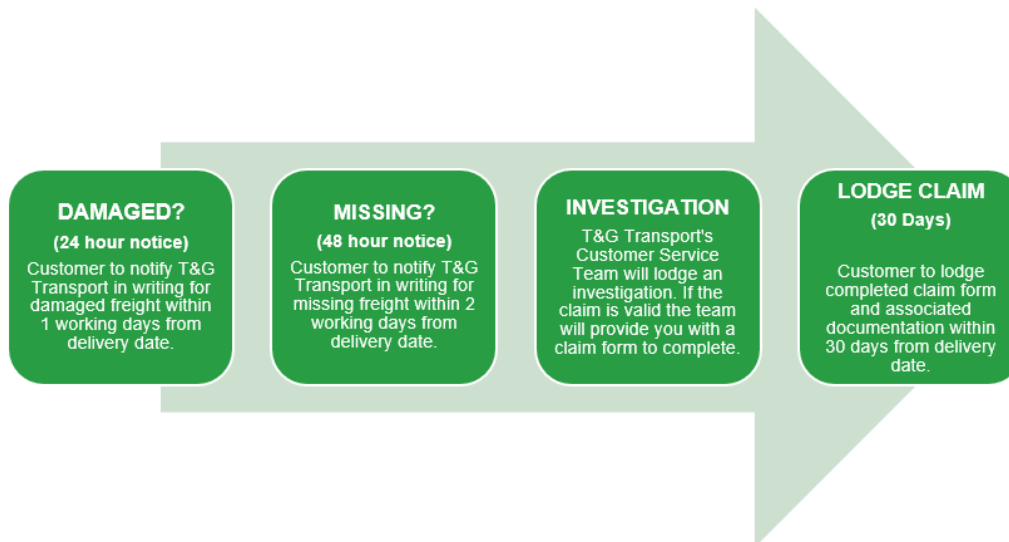 DAMAGED?
(24 hour notice)
Customer to notify T&G
Transport in writing for
damaged freight within
1 working days from
delivery date.
MISSING?
(48 hour notice)
Customer to notify T&G
Transport in writing for
missing freight within 2
working days from
delivery date.
INVESTIGATION
T&G Transport's
Customer Service
Team will lodge an
investigation. If the
claim is valid the team
will provide you with a
claim form to complete.
LODGE CLAIM
(30 Days)
Customer to lodge
completed claim form
and associated
documentation within
30 days from delivery
date.